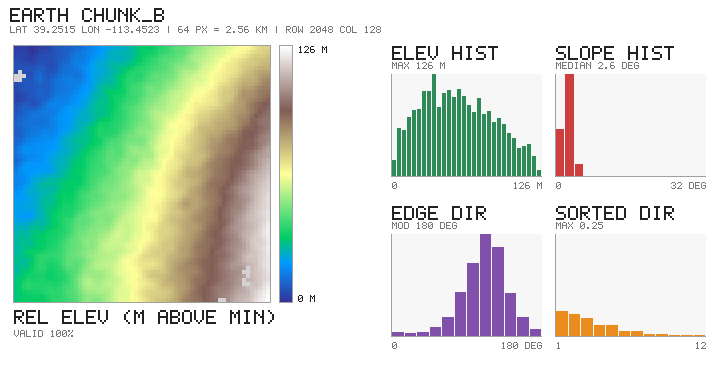 EARTH CHUNK_B
LAT 39.2515 LON -113.4523 | 64 PX = 2.56 KM | ROW 2048 COL 128
126 M
0 M
REL ELEV (M ABOVE MIN)
VALID 100%
ELEV HIST
MAX 126 M
0 126 M
SLOPE HIST
MEDIAN 2.6 DEG
0 32 DEG
EDGE DIR
MOD 180 DEG
0 180 DEG
SORTED DIR
MAX 0.25
1 12